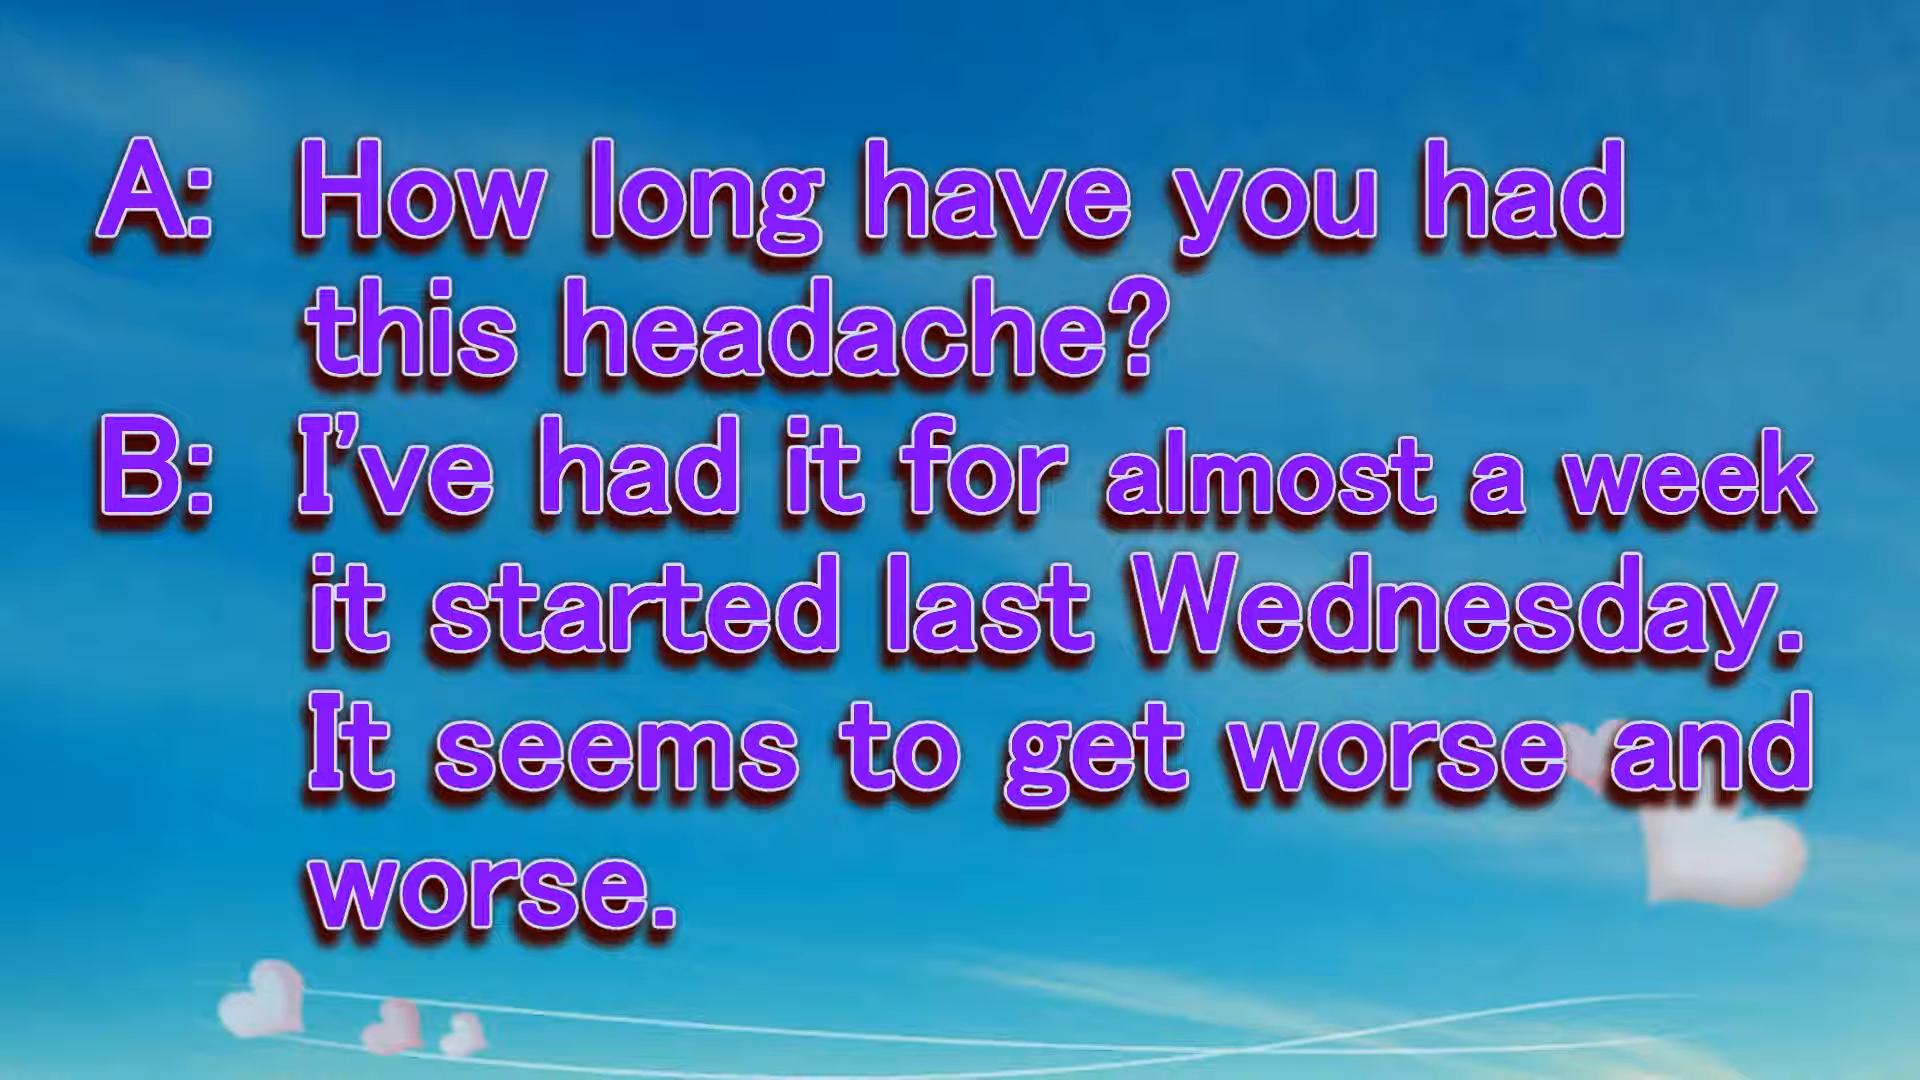 A: How long have you had
this headache?
B: I've had it for almost a week
it started last Wednesday.
It seems to get worse and
worse.